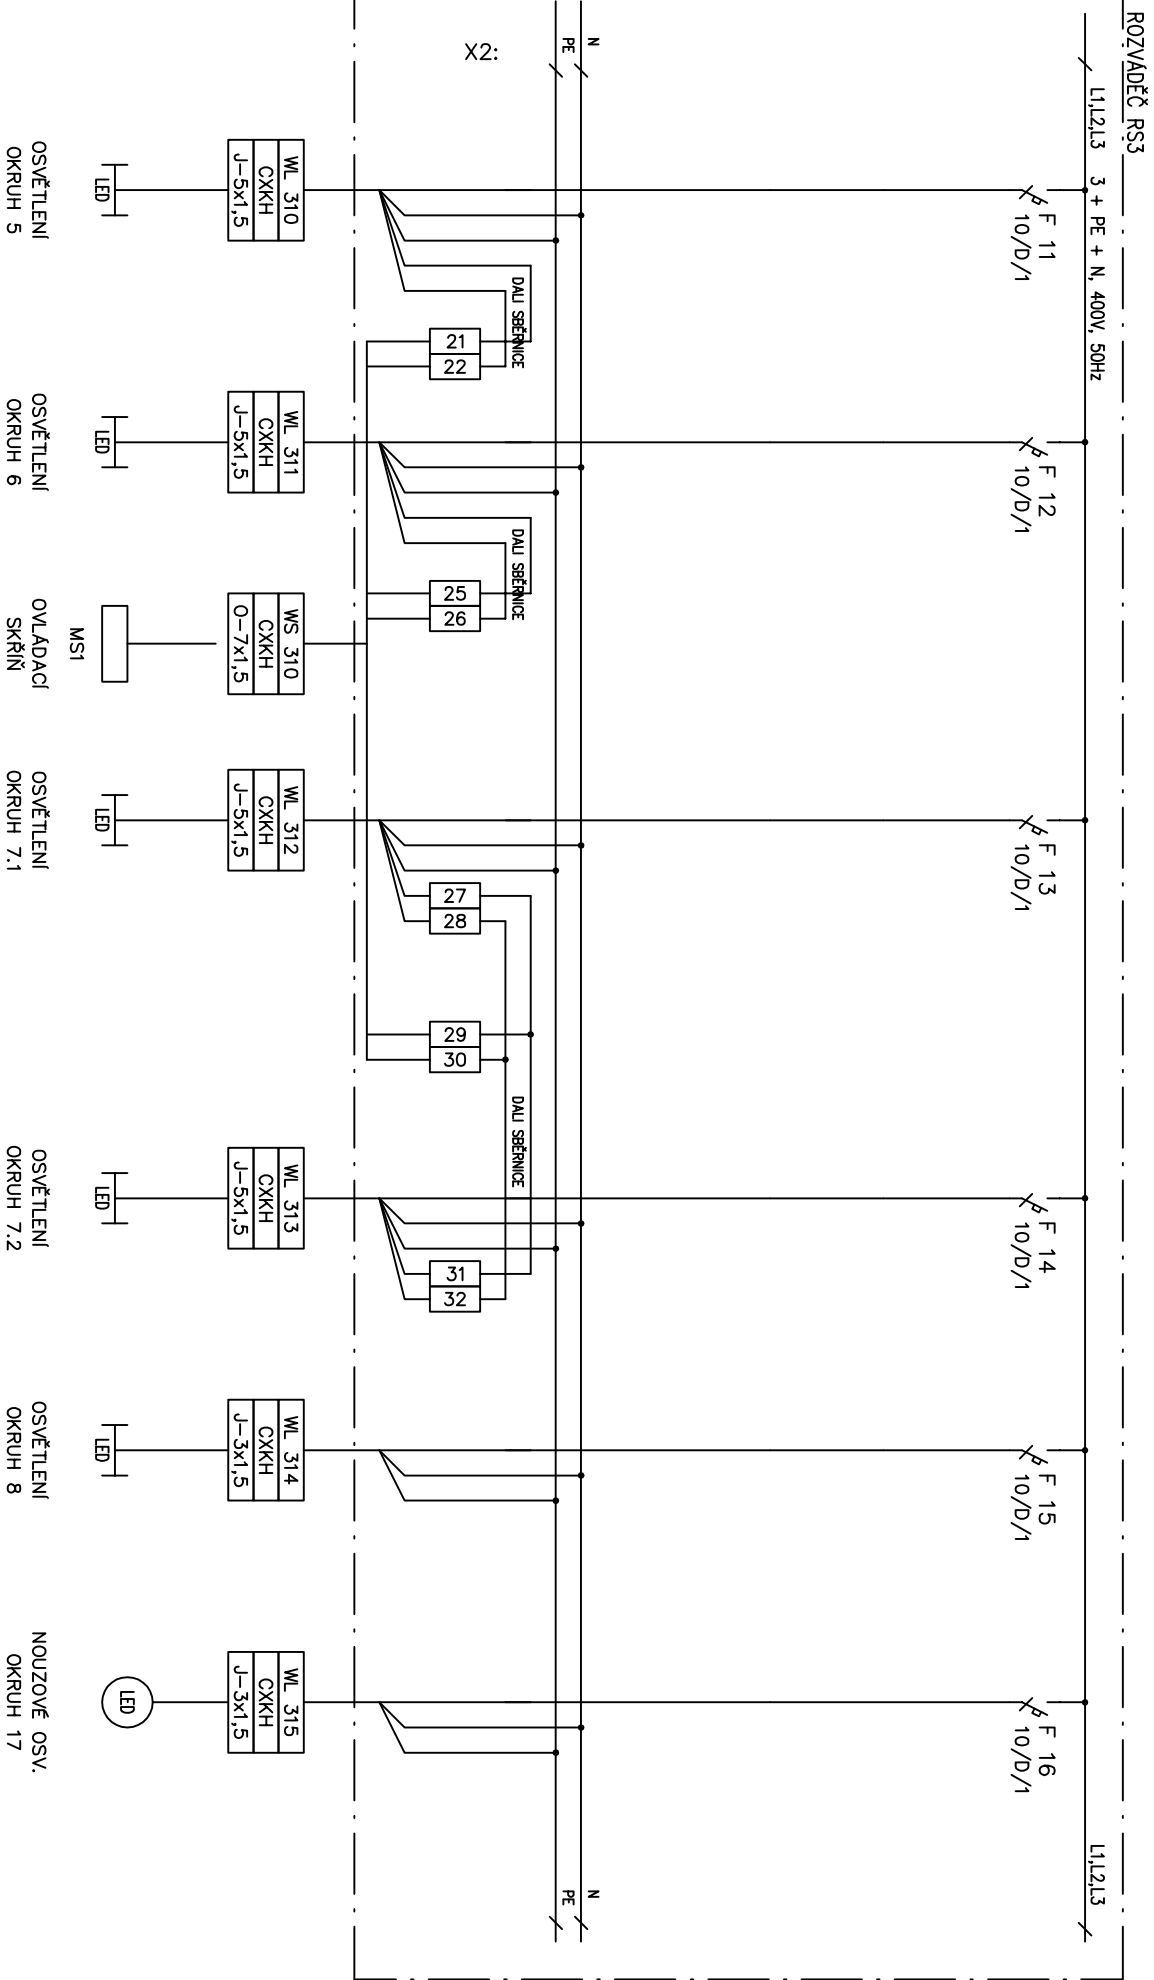 ROZVÁDĚČ RS3
L1,L2,L3   3 + PE + N, 400V, 50Hz
L1,L2,L3
F 11
10/D/1
F 12
10/D/1
F 13
10/D/1
F 14
10/D/1
F 15
10/D/1
F 16
10/D/1
N
PE
N
PE
X2:
DALI SBĚRNICE
DALI SBĚRNICE
DALI SBĚRNICE
21
22
25
26
27
28
29
30
31
32
WL 310
CXKH
J-5x1,5
WL 311
CXKH
J-5x1,5
WS 310
CXKH
O-7x1,5
WL 312
CXKH
J-5x1,5
WL 313
CXKH
J-5x1,5
WL 314
CXKH
J-3x1,5
WL 315
CXKH
J-3x1,5
LED
LED
MS1
LED
LED
LED
LED
OSVĚTLENÍ
OKRUH 5
OSVĚTLENÍ
OKRUH 6
OVLÁDACÍ
SKŘÍŇ
OSVĚTLENÍ
OKRUH 7.1
OSVĚTLENÍ
OKRUH 7.2
OSVĚTLENÍ
OKRUH 8
NOUZOVÉ OSV.
OKRUH 17